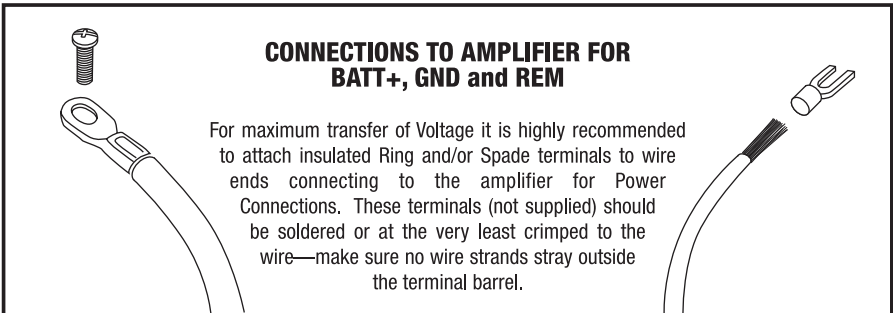 CONNECTIONS TO AMPLIFIER FOR
BATT+, GND and REM
For maximum transfer of Voltage it is highly recommended
to attach insulated Ring and/or Spade terminals to wire
ends connecting to the amplifier for Power
Connections. These terminals (not supplied) should
be soldered or at the very least crimped to the
wire—make sure no wire strands stray outside
the terminal barrel.